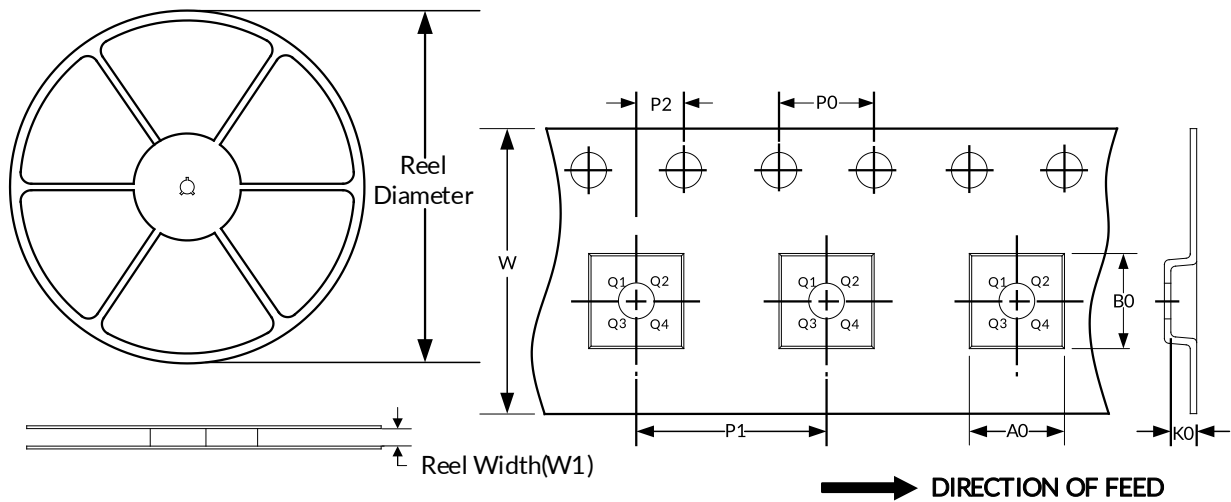 Reel
Diameter
Reel Width(W1)
P2
P0
W
Q1 Q2
Q3 Q4
Q1 Q2
Q3 Q4
Q1 Q2
Q3 Q4
B0
P1
A0
K0
DIRECTION OF FEED